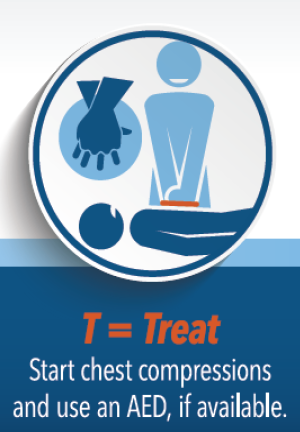 T = Treat
Start chest compressions
and use an AED, if available.